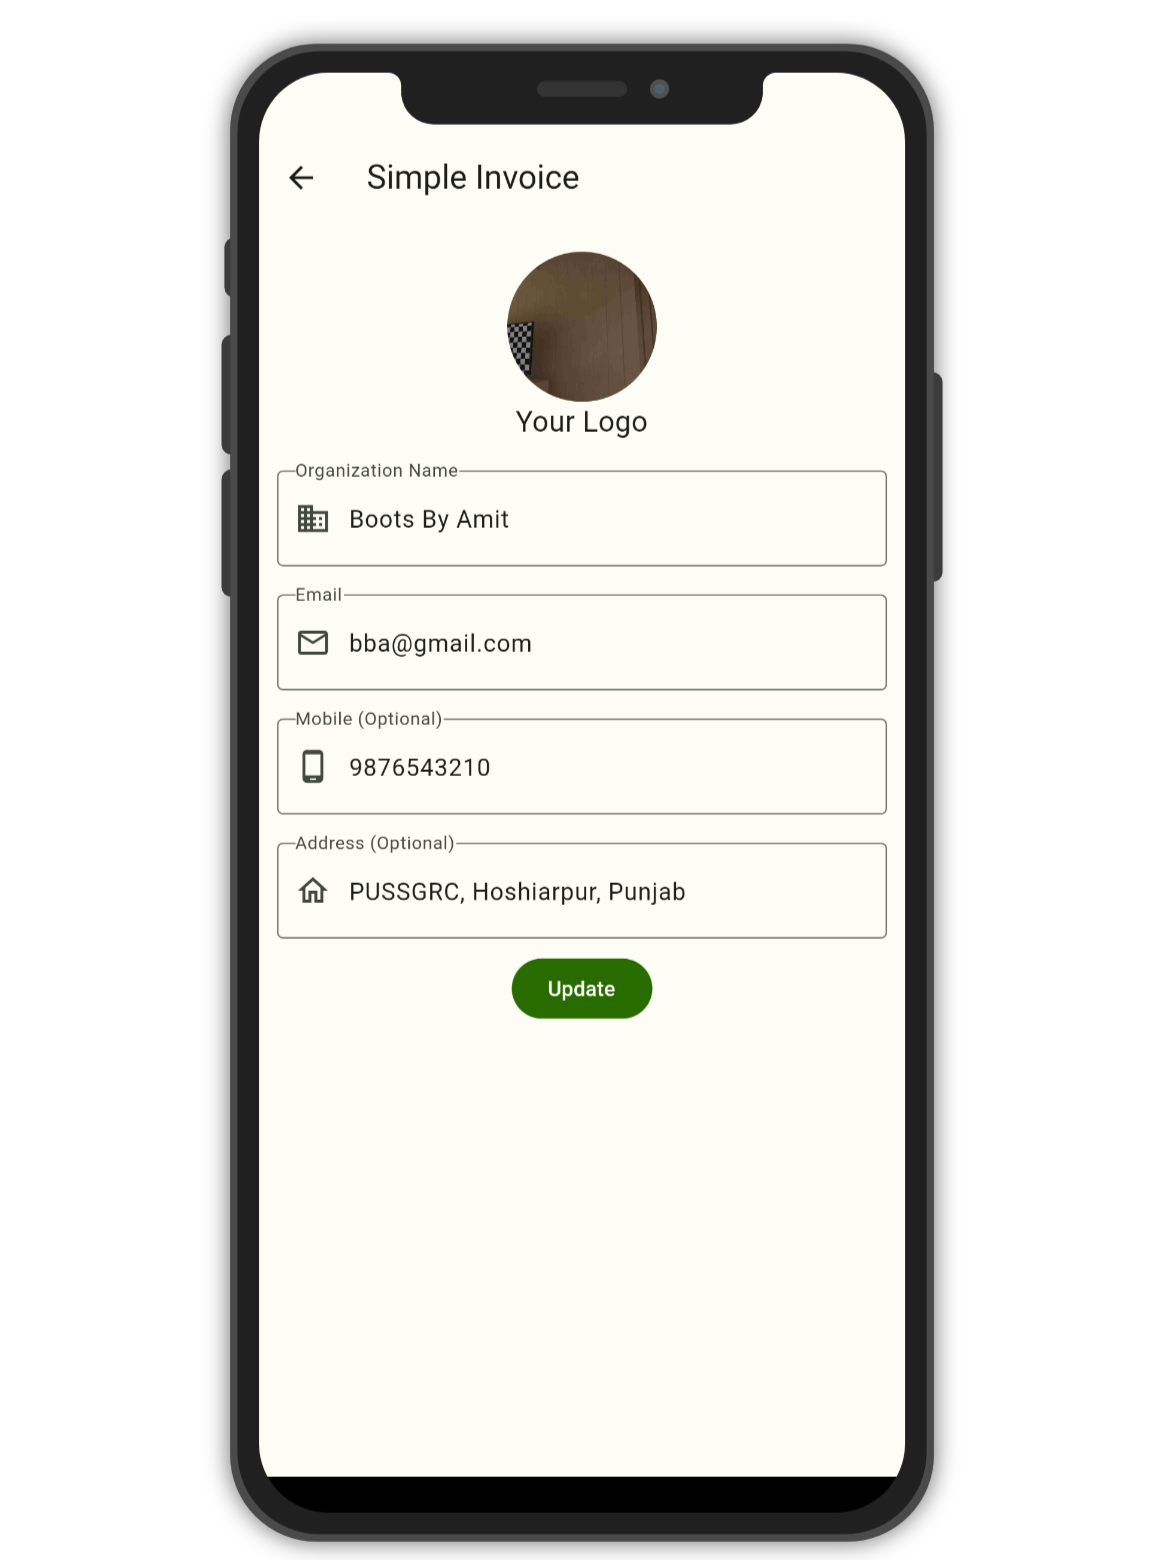 Simple Invoice
Your Logo
Organization Name
Boots By Amit
Email
bba@gmail.com
Mobile (Optional)
9876543210
Address (Optional)
PUSSGRC, Hoshiarpur, Punjab
Update